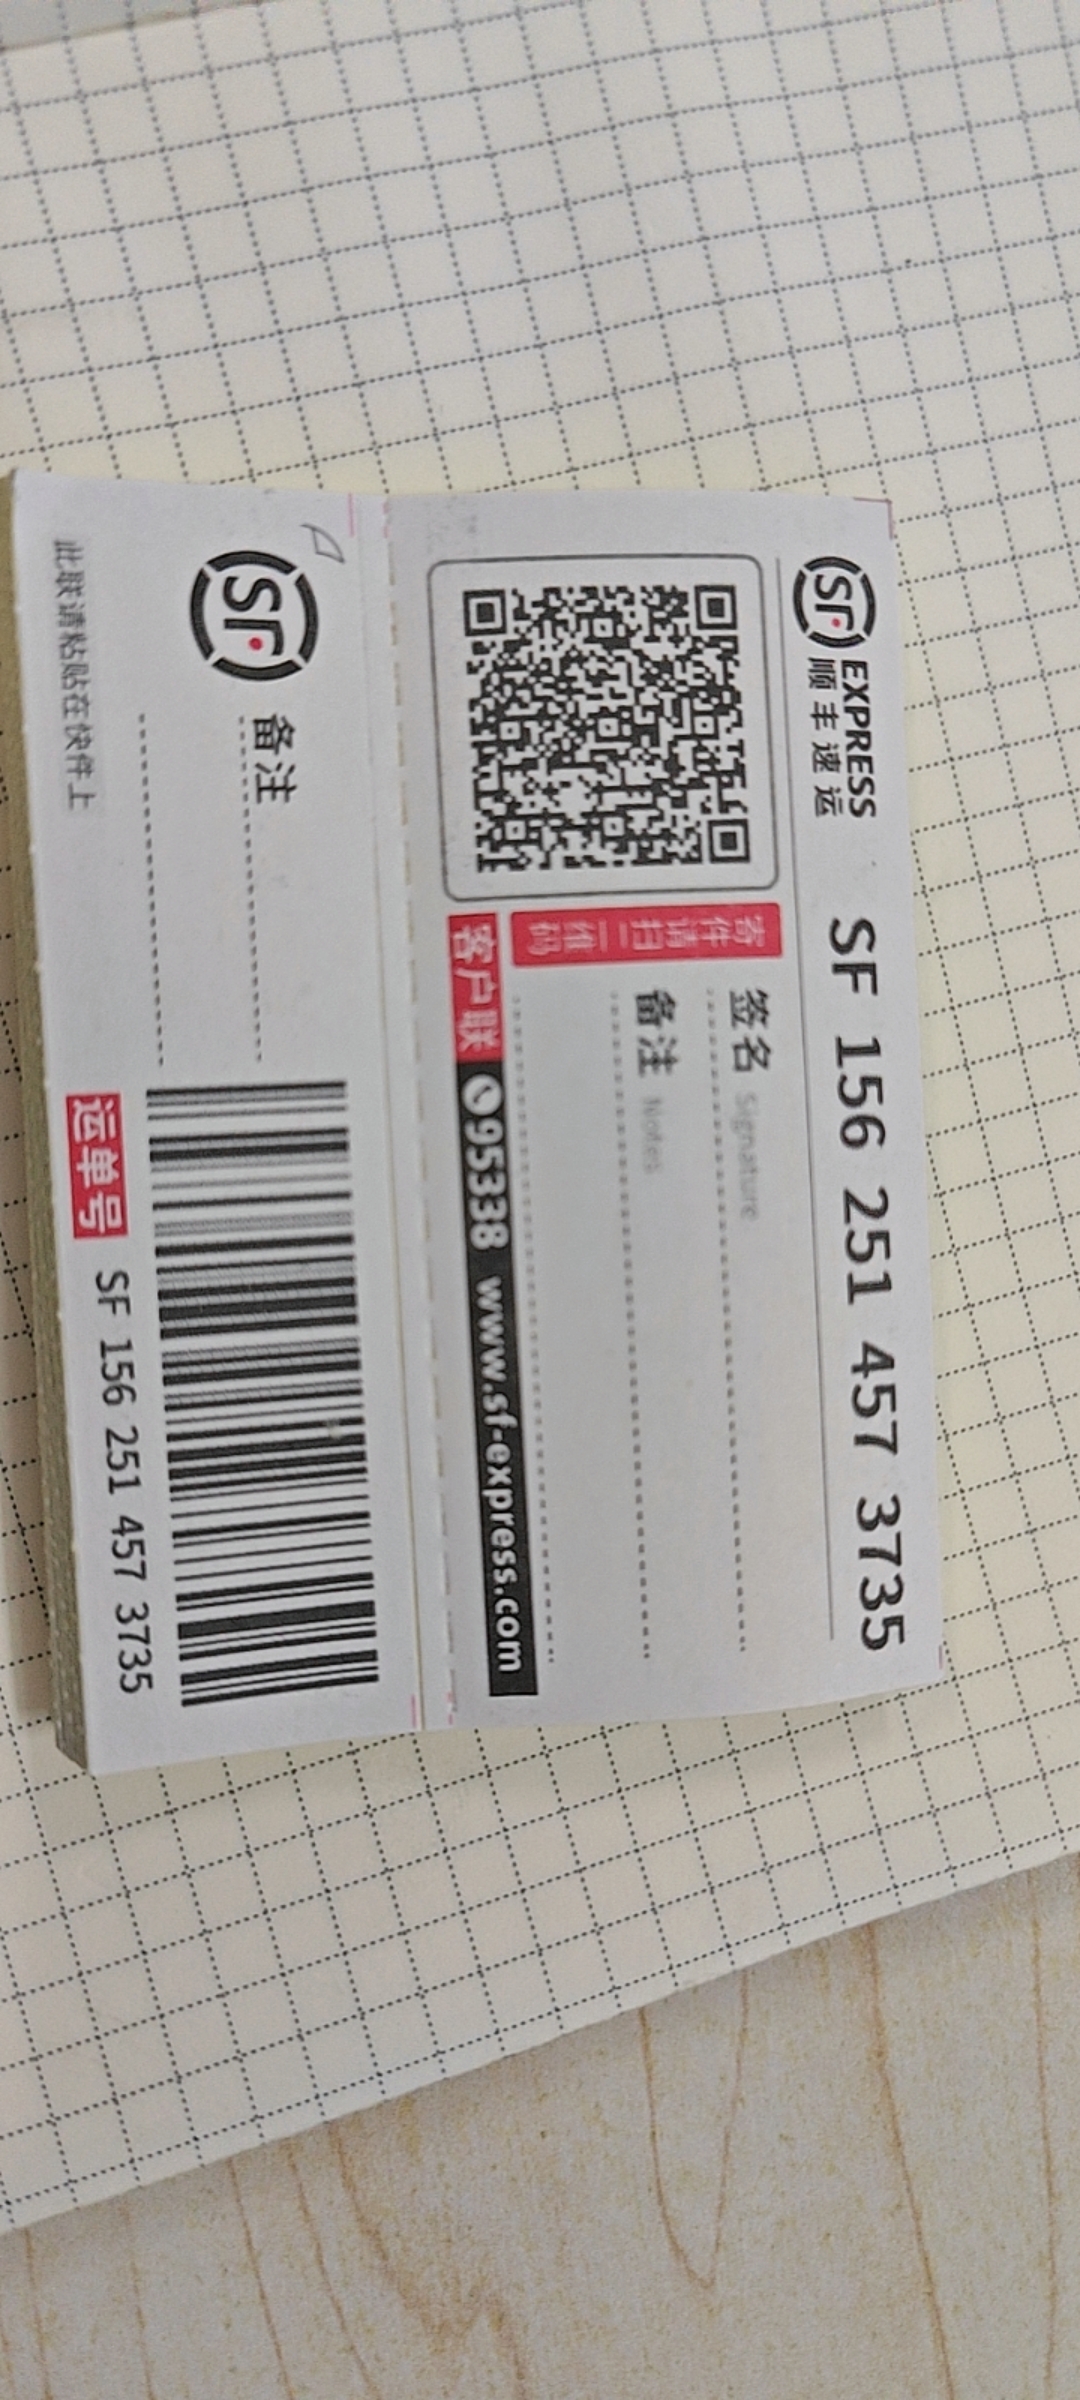 SF EXPRESS
顺丰速运
SF 156 251 457 3735
签名 Signature
备注 Notes
寄件请扫二维码
客户联 95338 www.sf-express.com
SF
备注
此联请粘贴在快件上
运单号 SF 156 251 457 3735